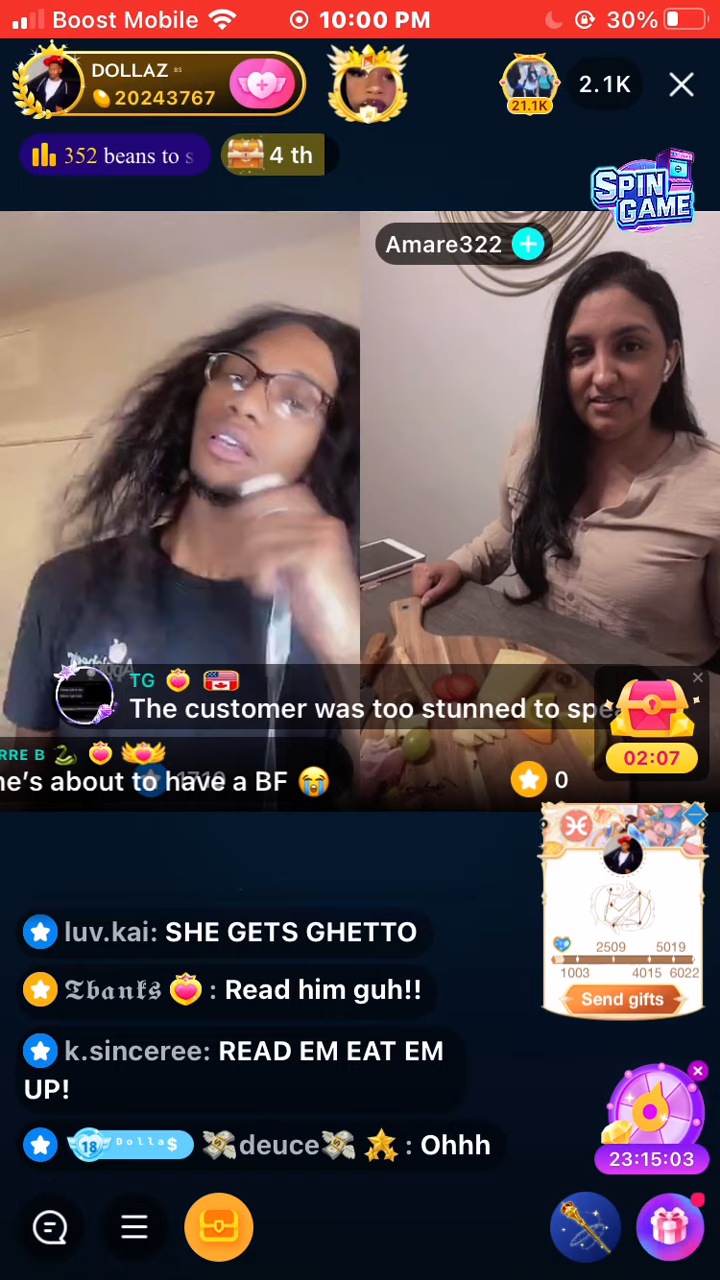 Boost Mobile
10:00 PM
30%
DOLLAZ BS
20243767
21.1K
2.1K
352 beans to s
4 th
SPIN
GAME
Amare322
TG
The customer was too stunned to spe
02:07
RRE B
he's about to have a BF 😭
0
luv.kai: SHE GETS GHETTO
𝕿𝖇𝖆𝖓𝖐𝖘 : Read him guh!!
k.sinceree: READ EM EAT EM
UP!
18 Dolla$ 💸deuce💸 : Ohhh
2509 5019
1003 4015 6022
Send gifts
23:15:03